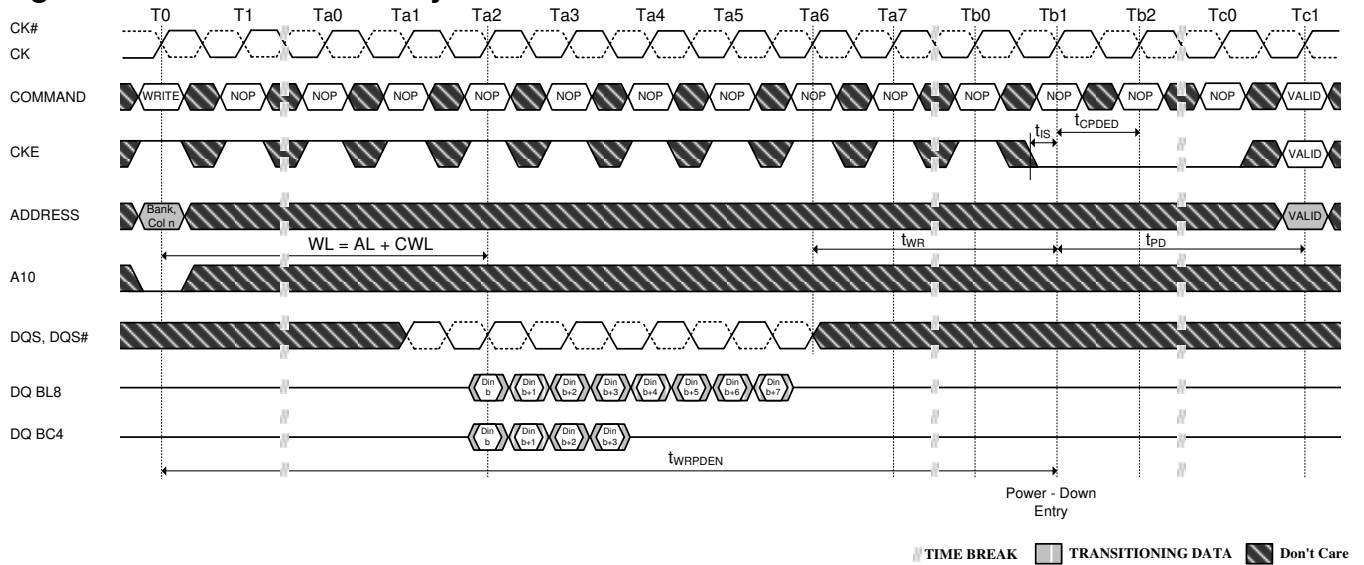 T0 T1 Ta0 Ta1 Ta2 Ta3 Ta4 Ta5 Ta6 Ta7 Tb0 Tb1 Tb2 Tc0 Tc1
CK#
CK
COMMAND WRITE NOP NOP NOP NOP NOP NOP NOP NOP NOP NOP NOP NOP NOP VALID
tIS tCPDED
CKE VALID
ADDRESS Bank, Col n VALID
WL = AL + CWL tWR tPD
A10
DQS, DQS#
DQ BL8 Din b Din b+1 Din b+2 Din b+3 Din b+4 Din b+5 Din b+6 Din b+7
DQ BC4 Din b Din b+1 Din b+2 Din b+3
tWRPDEN
Power - Down
Entry
TIME BREAK TRANSITIONING DATA Don't Care